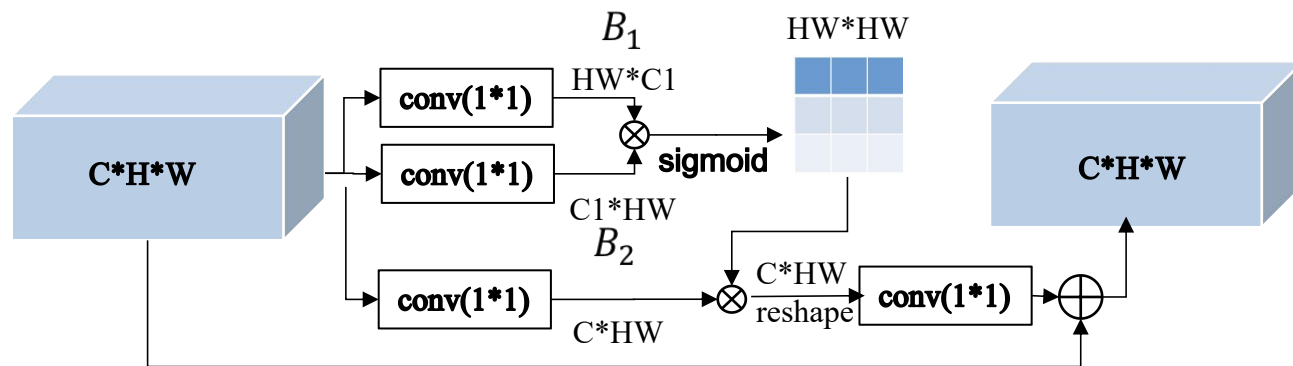 B₁
HW*HW
HW*C1
conv(1*1)
C*H*W
sigmoid
conv(1*1)
C1*HW
B₂
C*H*W
conv(1*1)
C*HW
C*HW
reshape
conv(1*1)